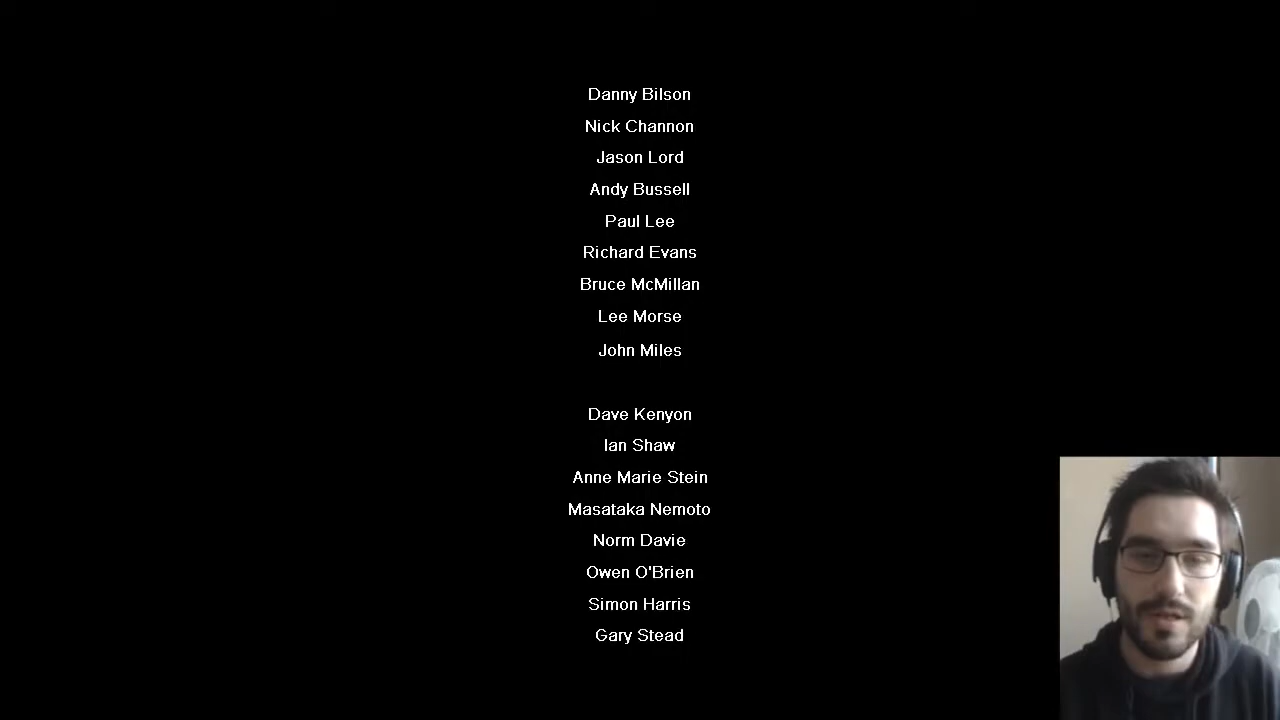 Danny Bilson
Nick Channon
Jason Lord
Andy Bussell
Paul Lee
Richard Evans
Bruce McMillan
Lee Morse
John Miles
Dave Kenyon
Ian Shaw
Anne Marie Stein
Masataka Nemoto
Norm Davie
Owen O'Brien
Simon Harris
Gary Stead